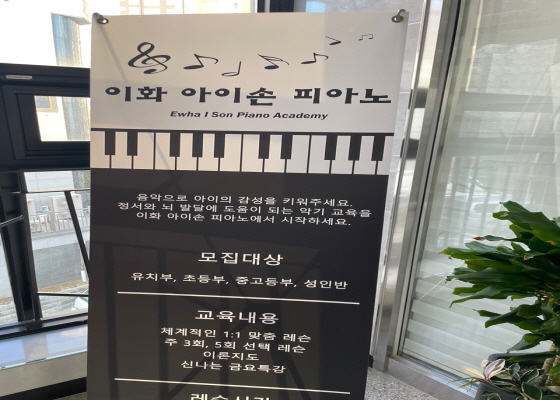 이화 아이손 피아노
Ewha I Son Piano Academy
음악으로 아이의 감성을 키워주세요.
정서와 뇌 발달에 도움이 되는 악기 교육을
이화 아이손 피아노에서 시작하세요.
모집대상
유치부, 초등부, 중고등부, 성인반
교육내용
체계적인 1:1 맞춤 레슨
주 3회, 5회 선택 레슨
이론지도
신나는 금요특강